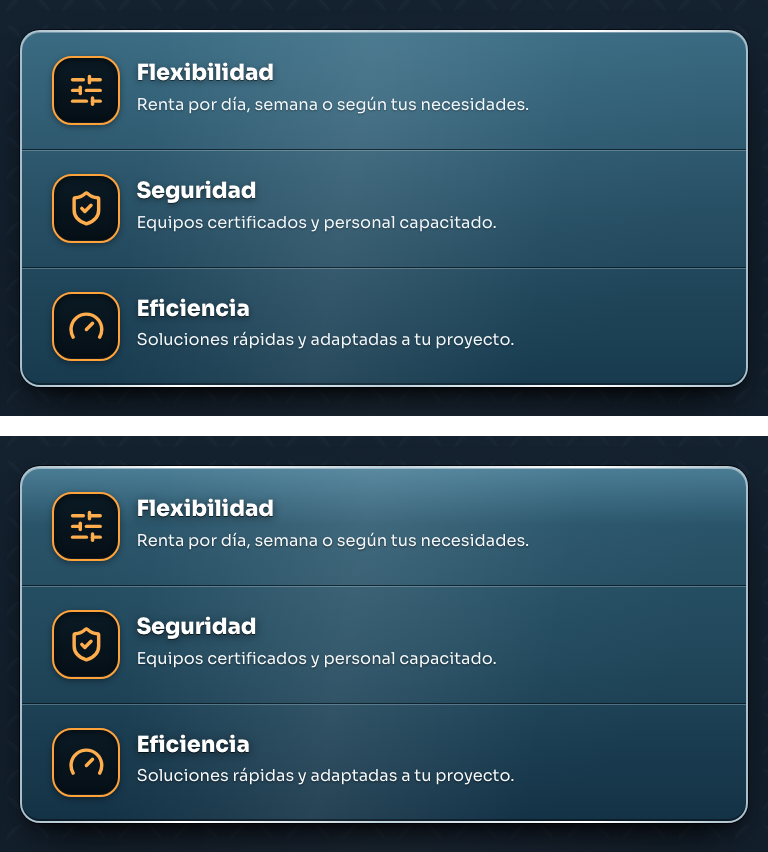 Flexibilidad
Renta por día, semana o según tus necesidades.
Seguridad
Equipos certificados y personal capacitado.
Eficiencia
Soluciones rápidas y adaptadas a tu proyecto.
Flexibilidad
Renta por día, semana o según tus necesidades.
Seguridad
Equipos certificados y personal capacitado.
Eficiencia
Soluciones rápidas y adaptadas a tu proyecto.